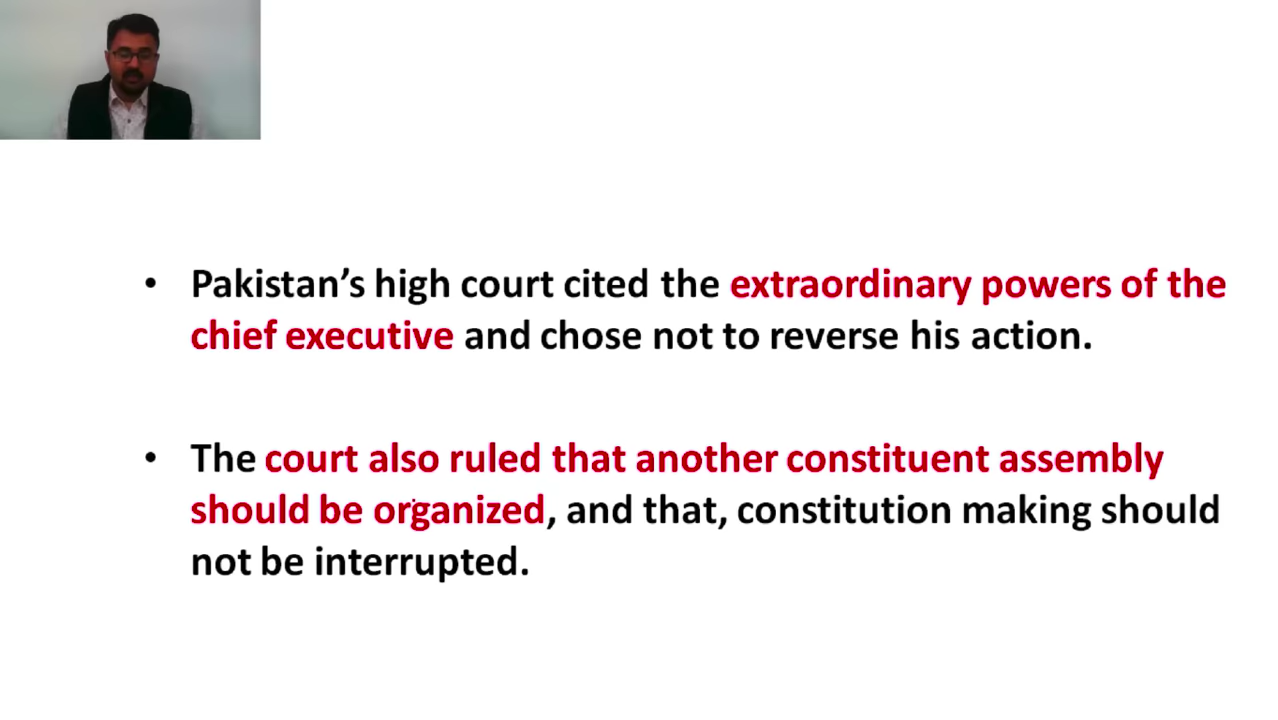 • Pakistan’s high court cited the extraordinary powers of the
chief executive and chose not to reverse his action.
• The court also ruled that another constituent assembly
should be organized, and that, constitution making should
not be interrupted.